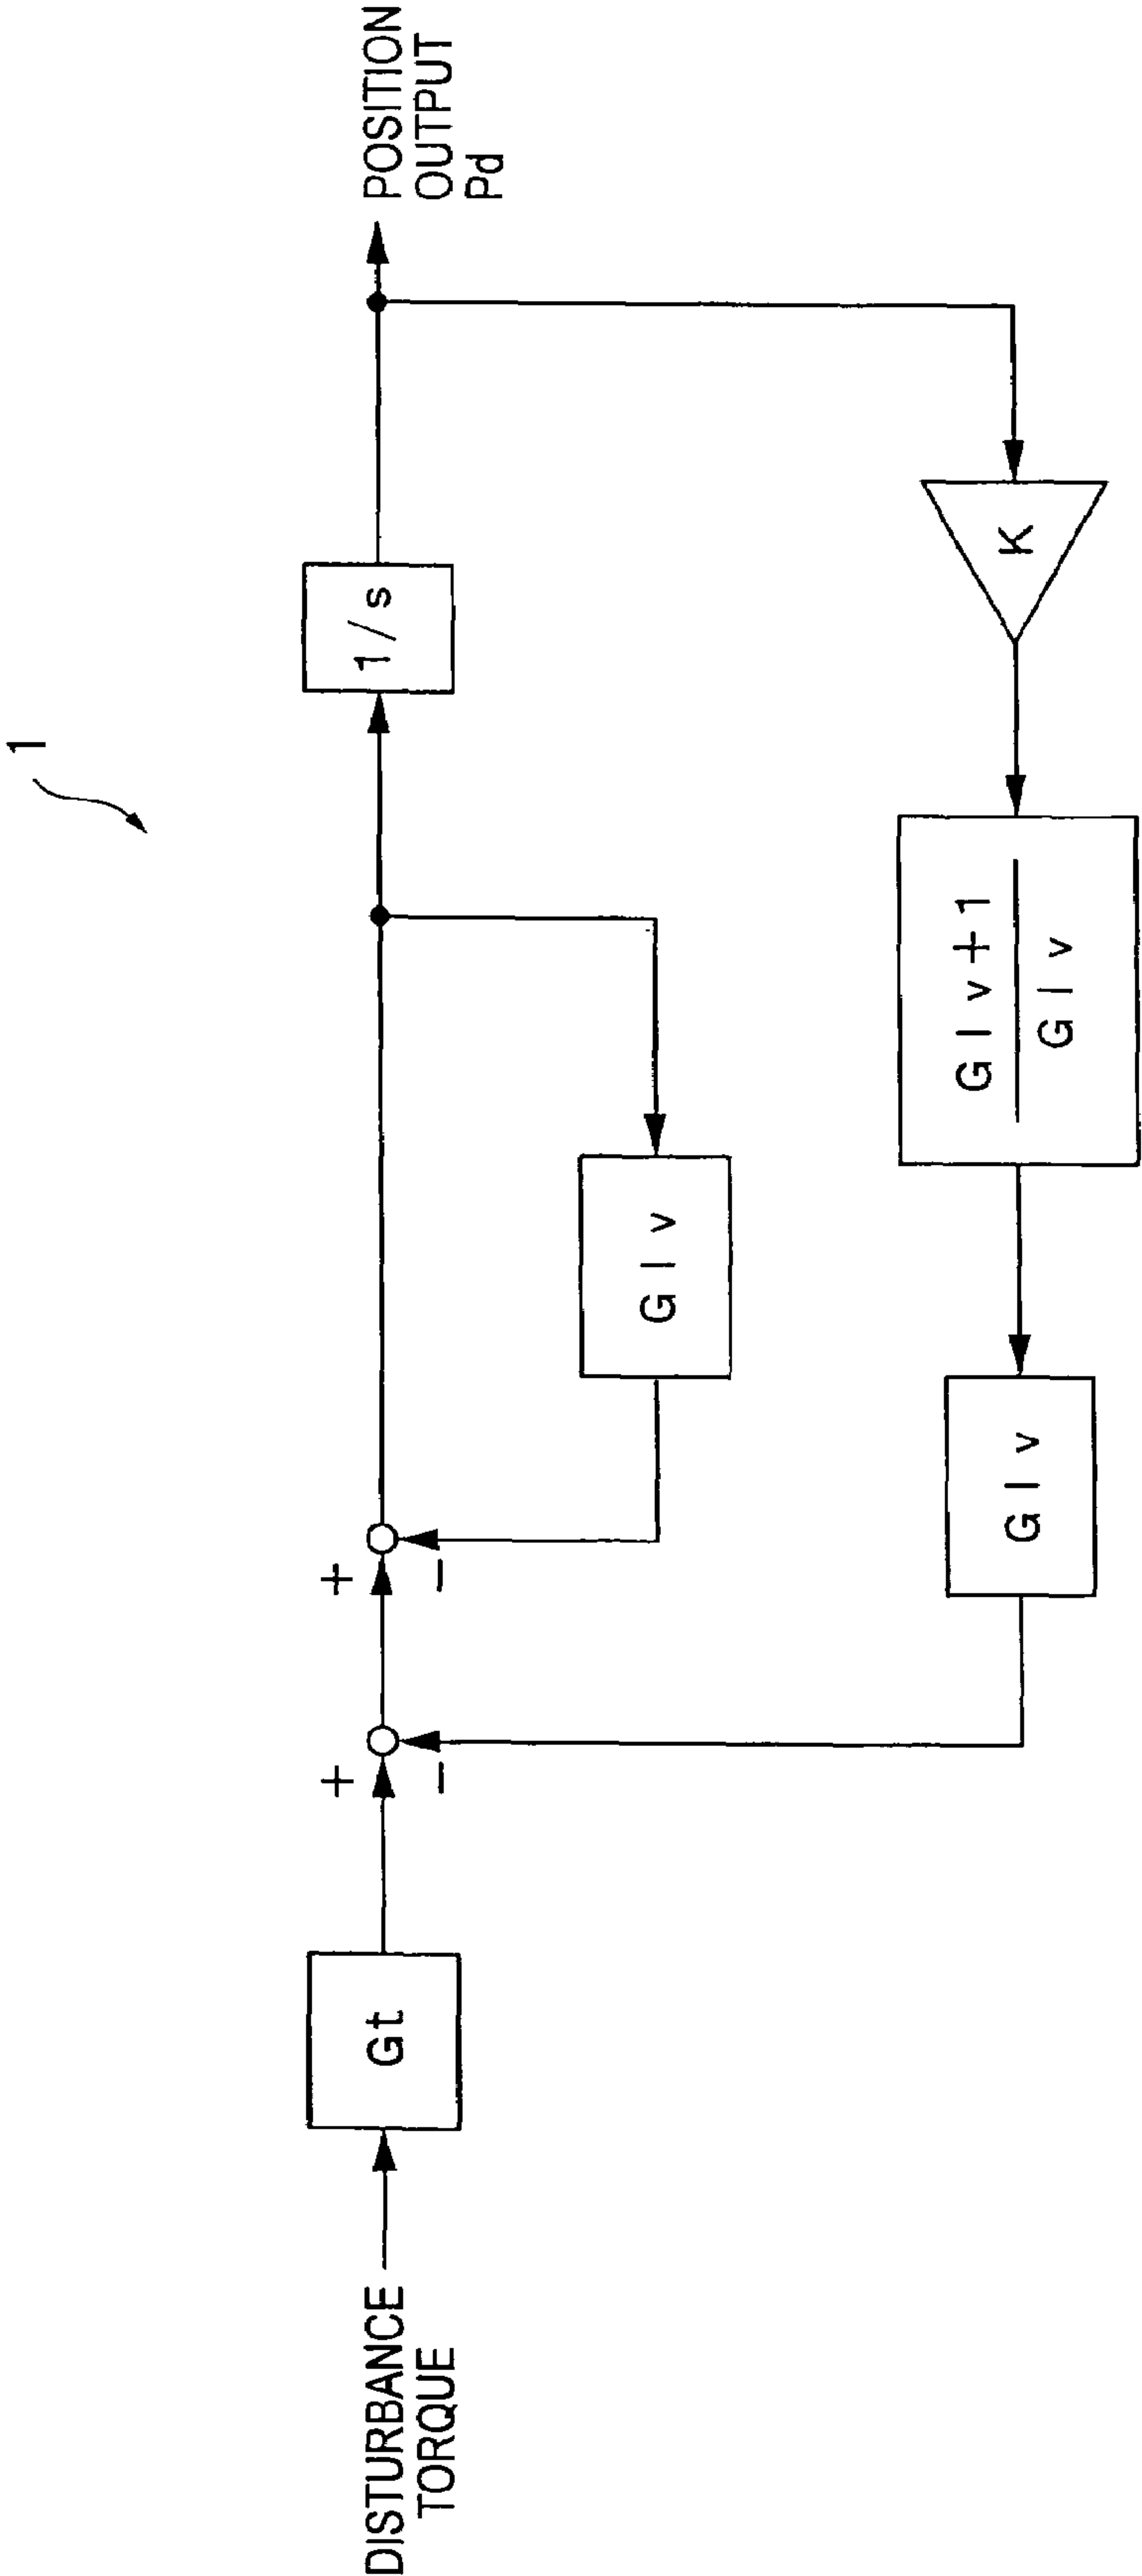 1
DISTURBANCE
TORQUE
Gt
+
−
+
−
1/s
POSITION
OUTPUT
Pd
Glv
Glv
Glv+1
Glv
K